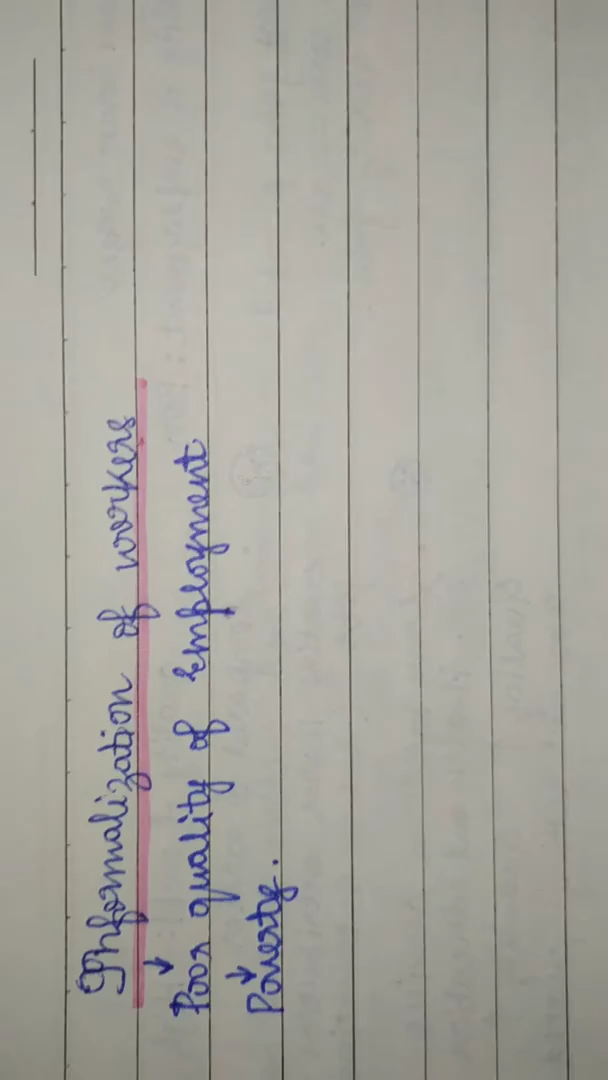 Informalization of workers
↓
Poor quality of Employment
↓
Poverty.